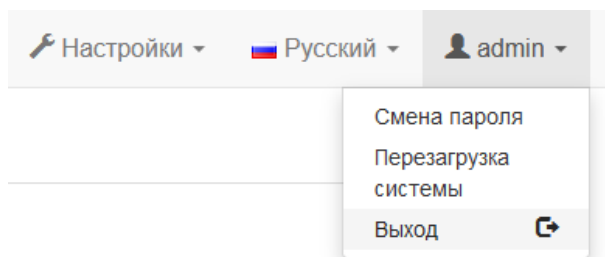 Настройки Русский admin
Смена пароля
Перезагрузка
системы
Выход